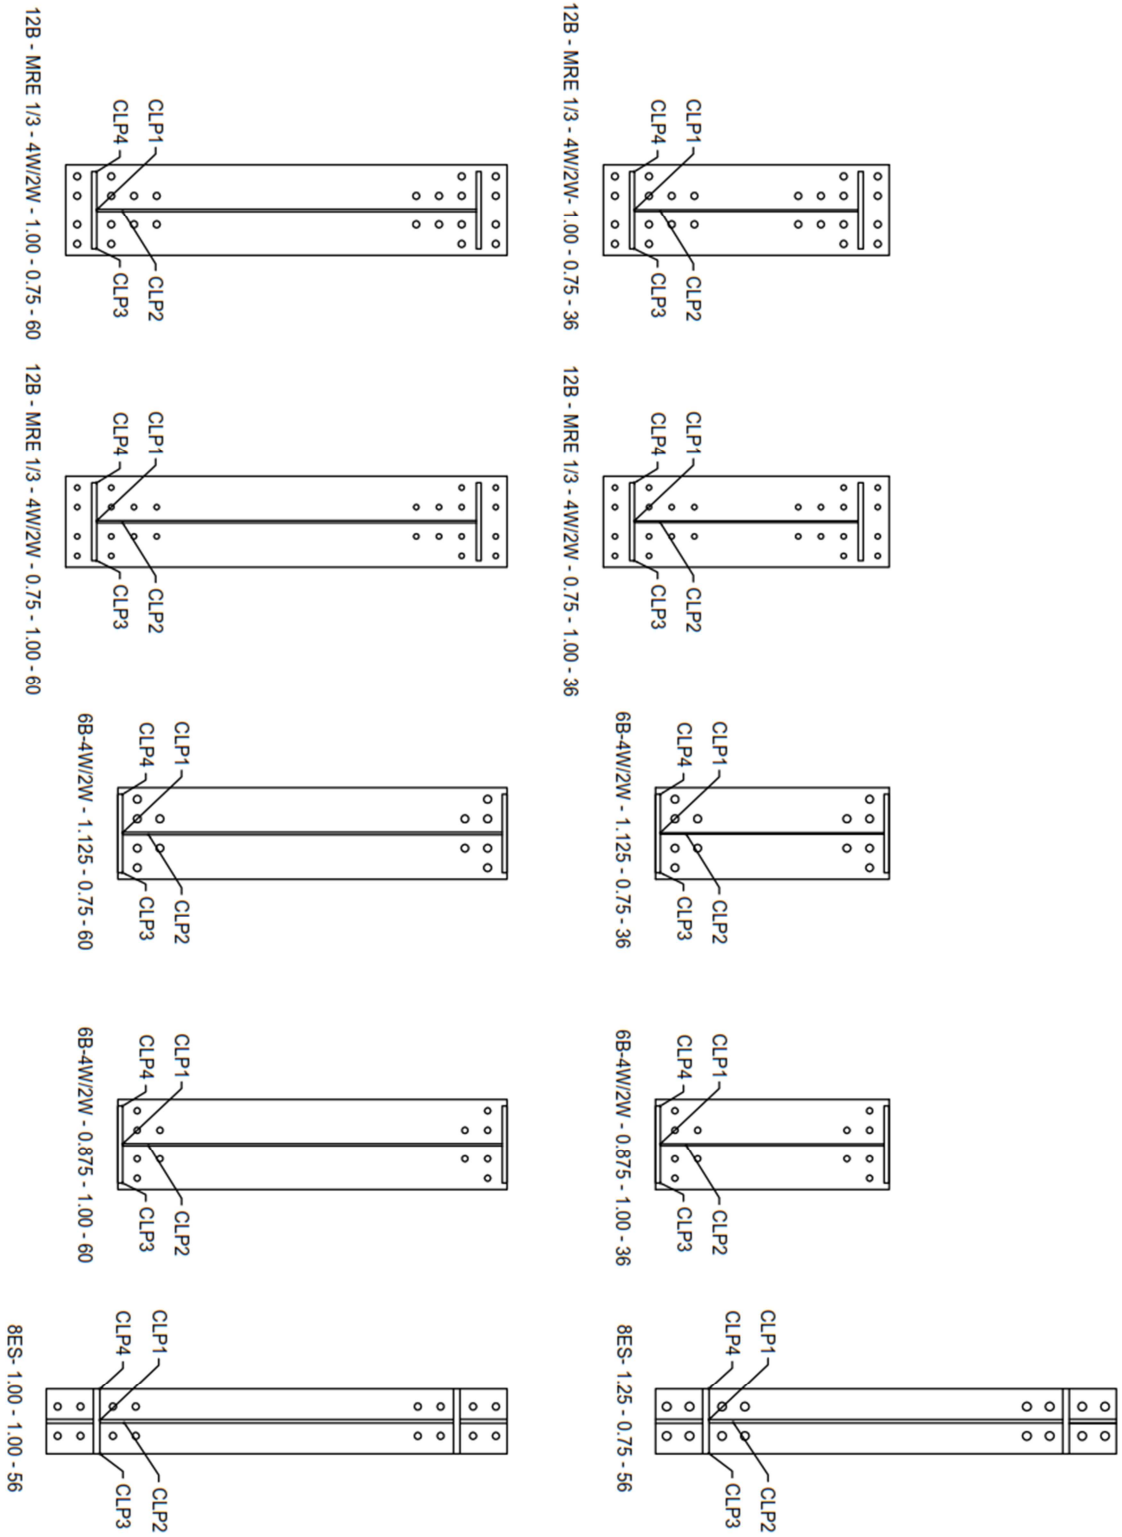 CLP1
CLP2
CLP4
CLP3
12B - MRE 1/3 - 4W/2W- 1.00 - 0.75 - 36
CLP1
CLP2
CLP4
CLP3
12B - MRE 1/3 - 4W/2W - 0.75 - 1.00 - 36
CLP1
CLP2
CLP4
CLP3
6B-4W/2W - 1.125 - 0.75 - 36
CLP1
CLP2
CLP4
CLP3
6B-4W/2W - 0.875 - 1.00 - 36
CLP1
CLP2
CLP4
CLP3
8ES- 1.25 - 0.75 - 56
CLP1
CLP2
CLP4
CLP3
12B - MRE 1/3 - 4W/2W - 1.00 - 0.75 - 60
CLP1
CLP2
CLP4
CLP3
12B - MRE 1/3 - 4W/2W - 0.75 - 1.00 - 60
CLP1
CLP2
CLP4
CLP3
6B-4W/2W - 1.125 - 0.75 - 60
CLP1
CLP2
CLP4
CLP3
6B-4W/2W - 0.875 - 1.00 - 60
CLP1
CLP2
CLP4
CLP3
8ES- 1.00 - 1.00 - 56